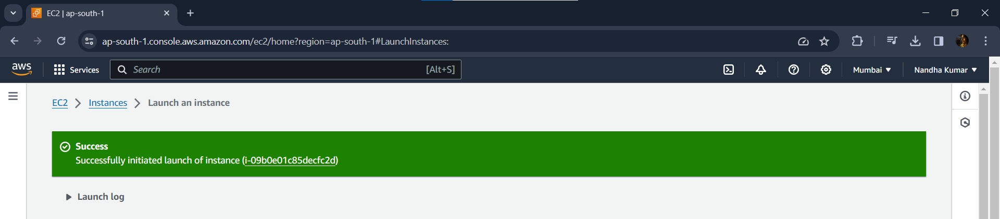 EC2 | ap-south-1
ap-south-1.console.aws.amazon.com/ec2/home?region=ap-south-1#LaunchInstances:
aws Services Search [Alt+S] Mumbai Nandha Kumar
EC2 Instances Launch an instance
Success
Successfully initiated launch of instance (i-09b0e01c85decfc2d)
Launch log